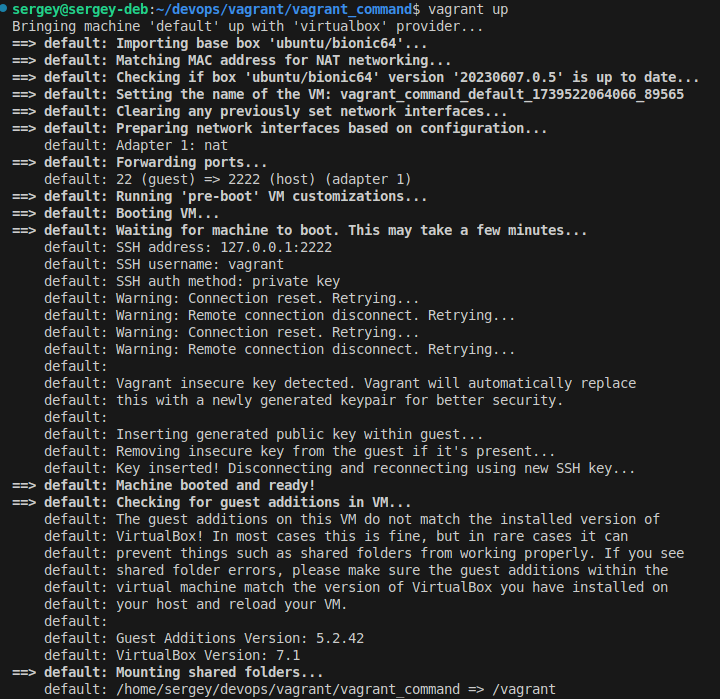 sergey@sergey-deb:~/devops/vagrant/vagrant_command$ vagrant up
Bringing machine 'default' up with 'virtualbox' provider...
==> default: Importing base box 'ubuntu/bionic64'...
==> default: Matching MAC address for NAT networking...
==> default: Checking if box 'ubuntu/bionic64' version '20230607.0.5' is up to date...
==> default: Setting the name of the VM: vagrant_command_default_1739522064066_89565
==> default: Clearing any previously set network interfaces...
==> default: Preparing network interfaces based on configuration...
    default: Adapter 1: nat
==> default: Forwarding ports...
    default: 22 (guest) => 2222 (host) (adapter 1)
==> default: Running 'pre-boot' VM customizations...
==> default: Booting VM...
==> default: Waiting for machine to boot. This may take a few minutes...
    default: SSH address: 127.0.0.1:2222
    default: SSH username: vagrant
    default: SSH auth method: private key
    default: Warning: Connection reset. Retrying...
    default: Warning: Remote connection disconnect. Retrying...
    default: Warning: Connection reset. Retrying...
    default: Warning: Remote connection disconnect. Retrying...
    default:
    default: Vagrant insecure key detected. Vagrant will automatically replace
    default: this with a newly generated keypair for better security.
    default:
    default: Inserting generated public key within guest...
    default: Removing insecure key from the guest if it's present...
    default: Key inserted! Disconnecting and reconnecting using new SSH key...
==> default: Machine booted and ready!
==> default: Checking for guest additions in VM...
    default: The guest additions on this VM do not match the installed version of
    default: VirtualBox! In most cases this is fine, but in rare cases it can
    default: prevent things such as shared folders from working properly. If you see
    default: shared folder errors, please make sure the guest additions within the
    default: virtual machine match the version of VirtualBox you have installed on
    default: your host and reload your VM.
    default:
    default: Guest Additions Version: 5.2.42
    default: VirtualBox Version: 7.1
==> default: Mounting shared folders...
    default: /home/sergey/devops/vagrant/vagrant_command => /vagrant